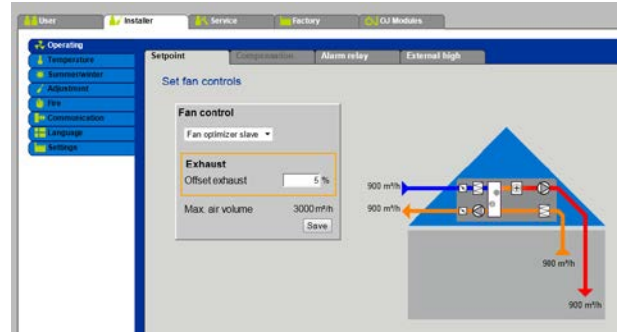 User Installer Service Factory OJ Modules
Operating
Temperature
Summer/winter
Adjustment
Fire
Communication
Language
Settings
Setpoint Compensation Alarm relay External high
Set fan controls
Fan control
Fan optimizer slave
Exhaust
Offset exhaust 5 %
Max. air volume 3000 m³/h
Save
900 m³/h
900 m³/h
900 m³/h
900 m³/h